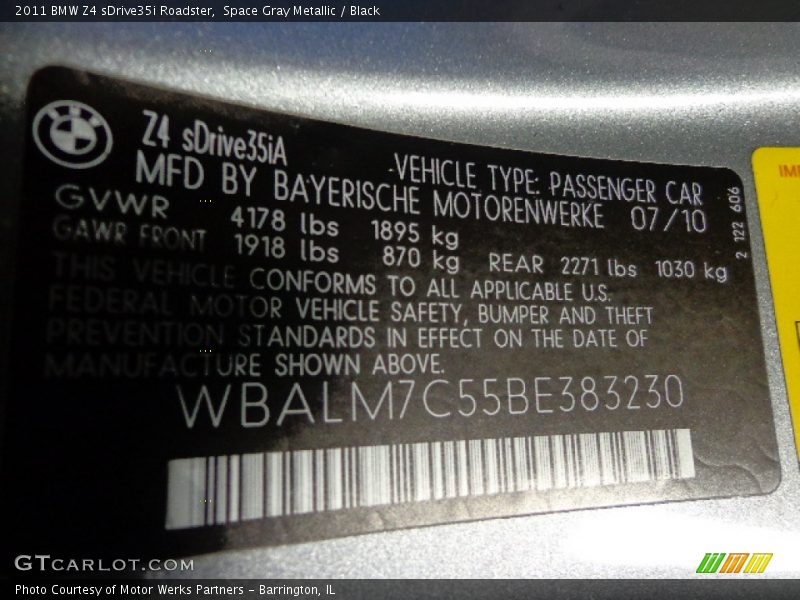 2011 BMW Z4 sDrive35i Roadster,  Space Gray Metallic / Black
BMW
Z4 sDrive35iA
VEHICLE TYPE: PASSENGER CAR
MFD BY BAYERISCHE MOTORENWERKE 07/10
GVWR 4178 lbs 1895 kg
GAWR FRONT 1918 lbs 870 kg REAR 2271 lbs 1030 kg
THIS VEHICLE CONFORMS TO ALL APPLICABLE U.S.
FEDERAL MOTOR VEHICLE SAFETY, BUMPER AND THEFT
PREVENTION STANDARDS IN EFFECT ON THE DATE OF
MANUFACTURE SHOWN ABOVE.
WBALM7C55BE383230
2 122 606
GTCARLOT.COM
Photo Courtesy of Motor Werks Partners - Barrington, IL